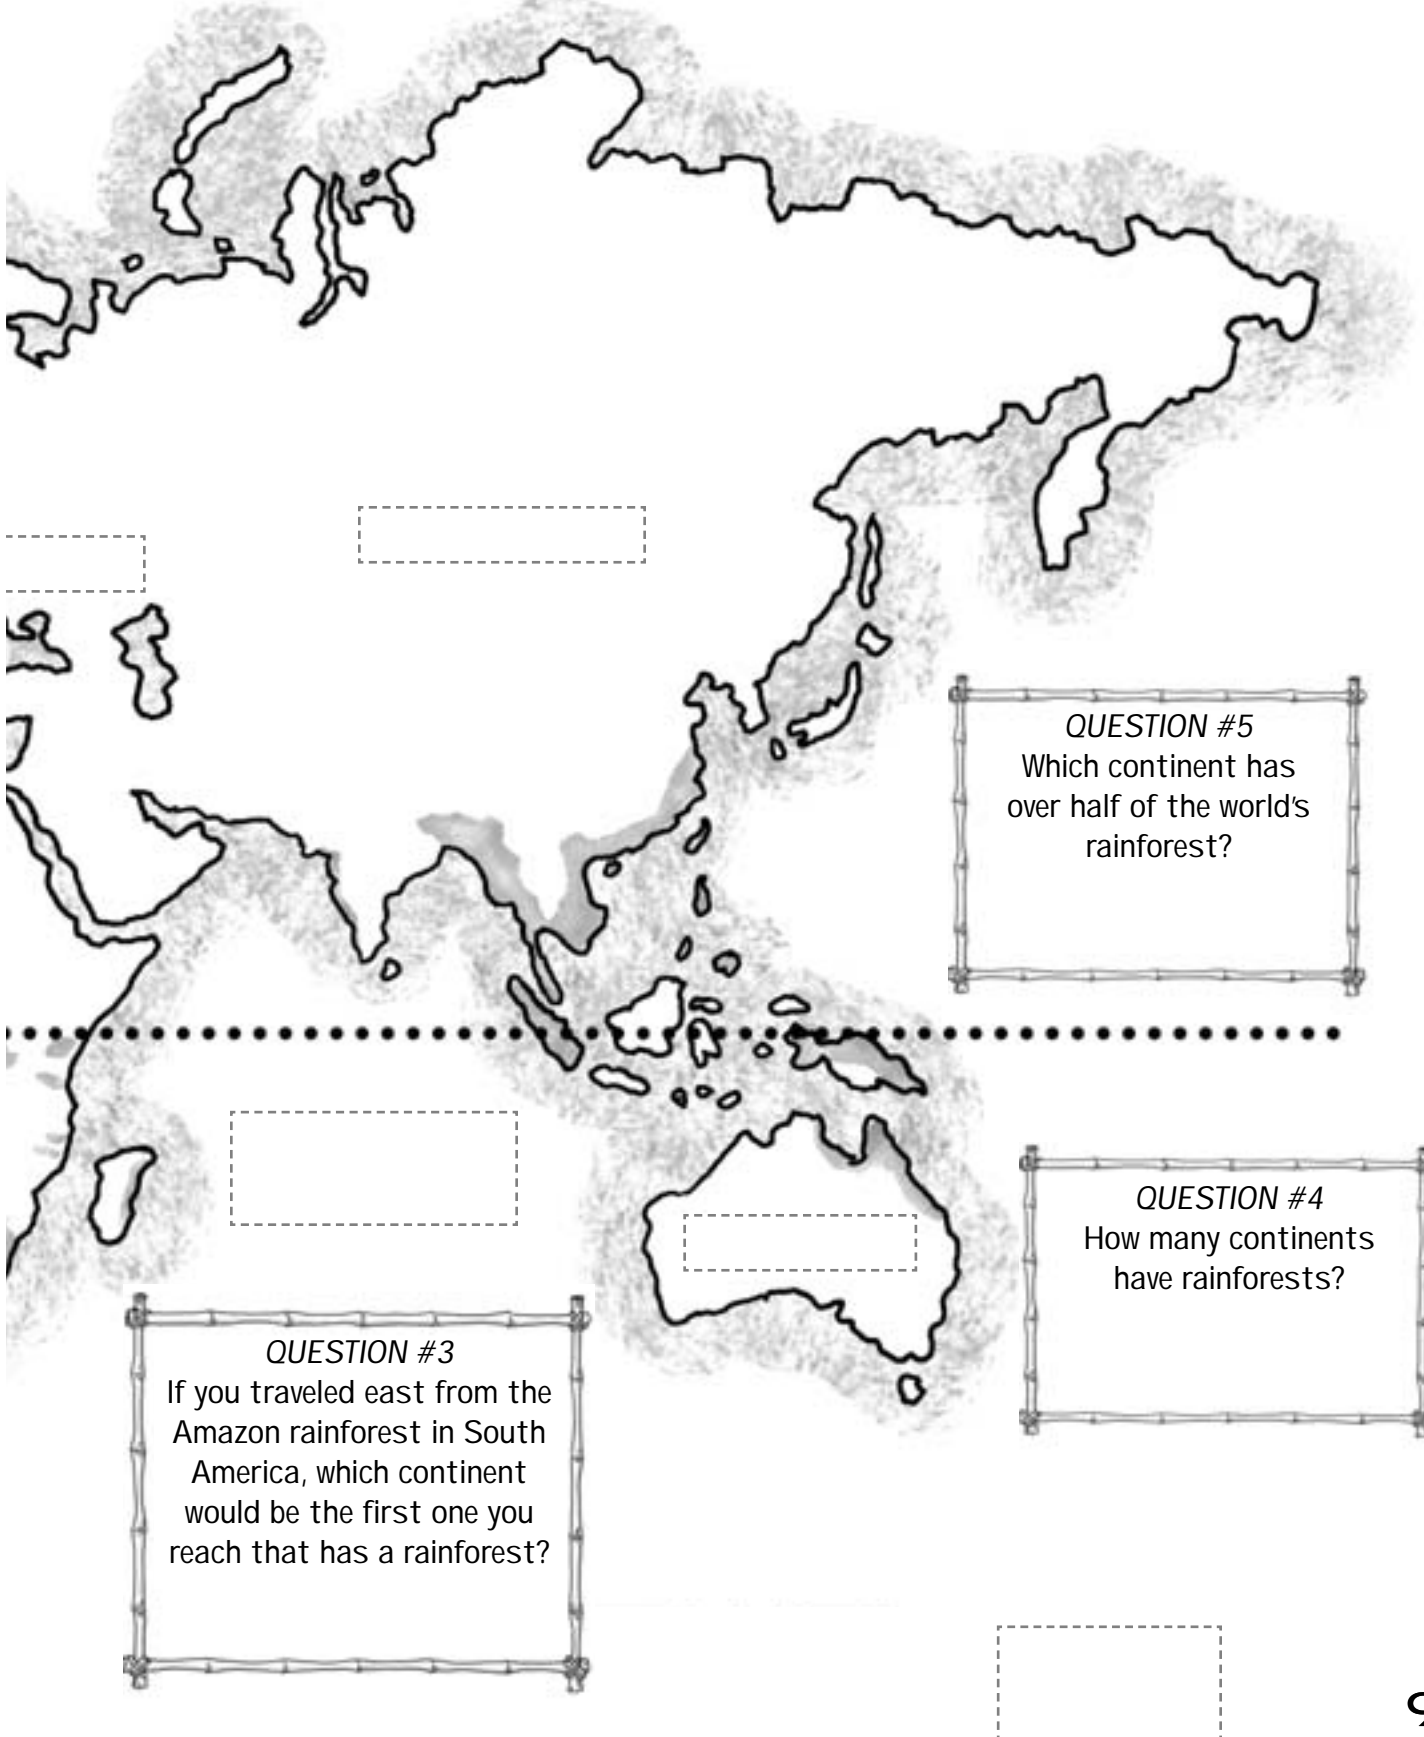 QUESTION #5
Which continent has
over half of the world's
rainforest?
QUESTION #4
How many continents
have rainforests?
QUESTION #3
If you traveled east from the
Amazon rainforest in South
America, which continent
would be the first one you
reach that has a rainforest?